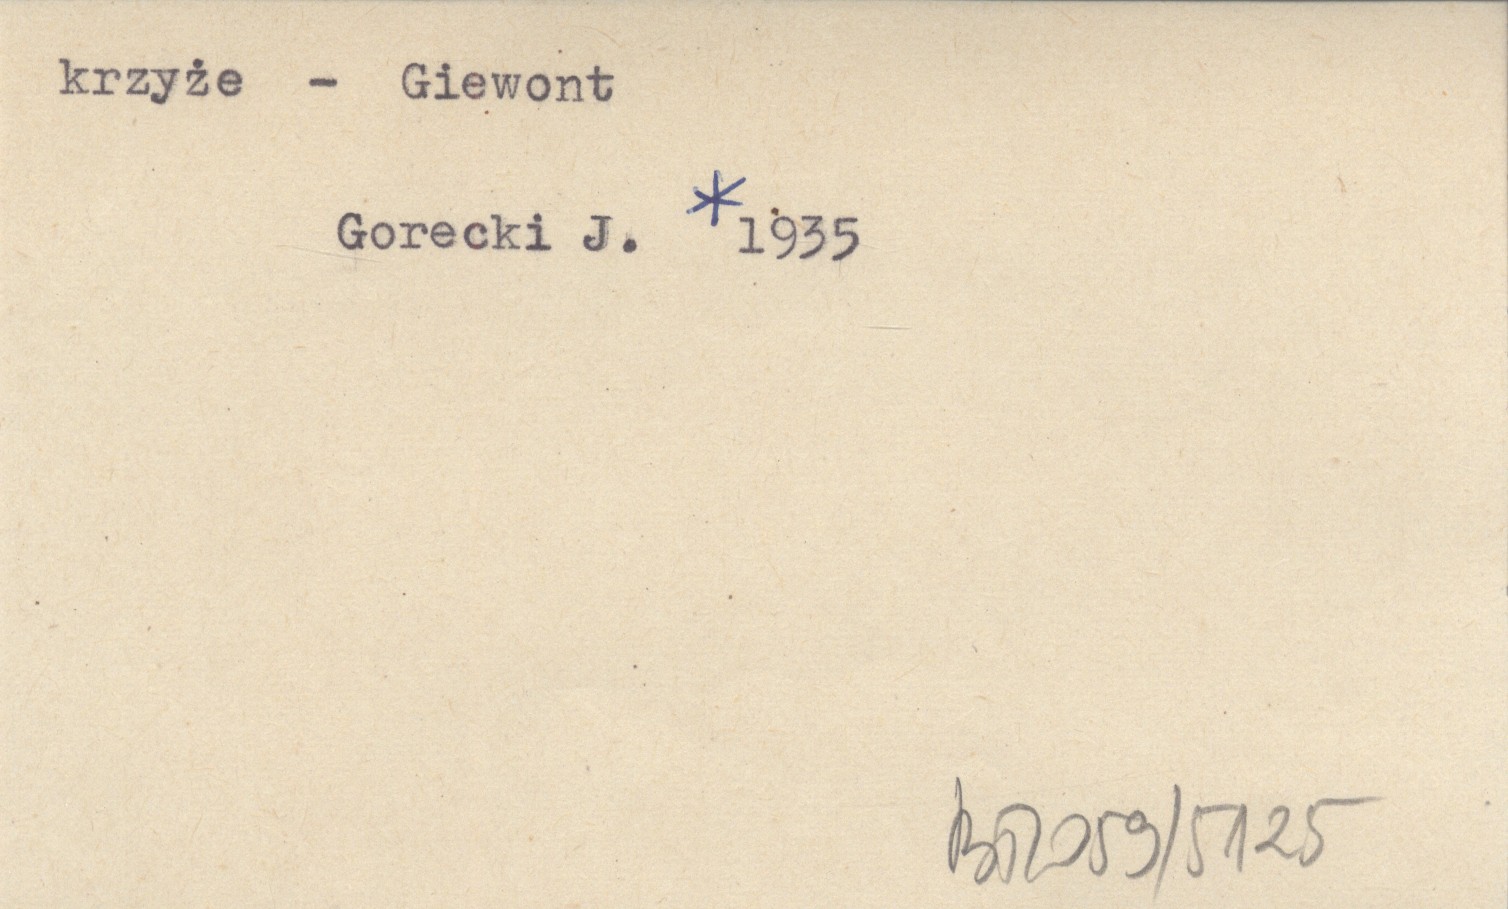 krzyże - Giewont
Gorecki J. *1935